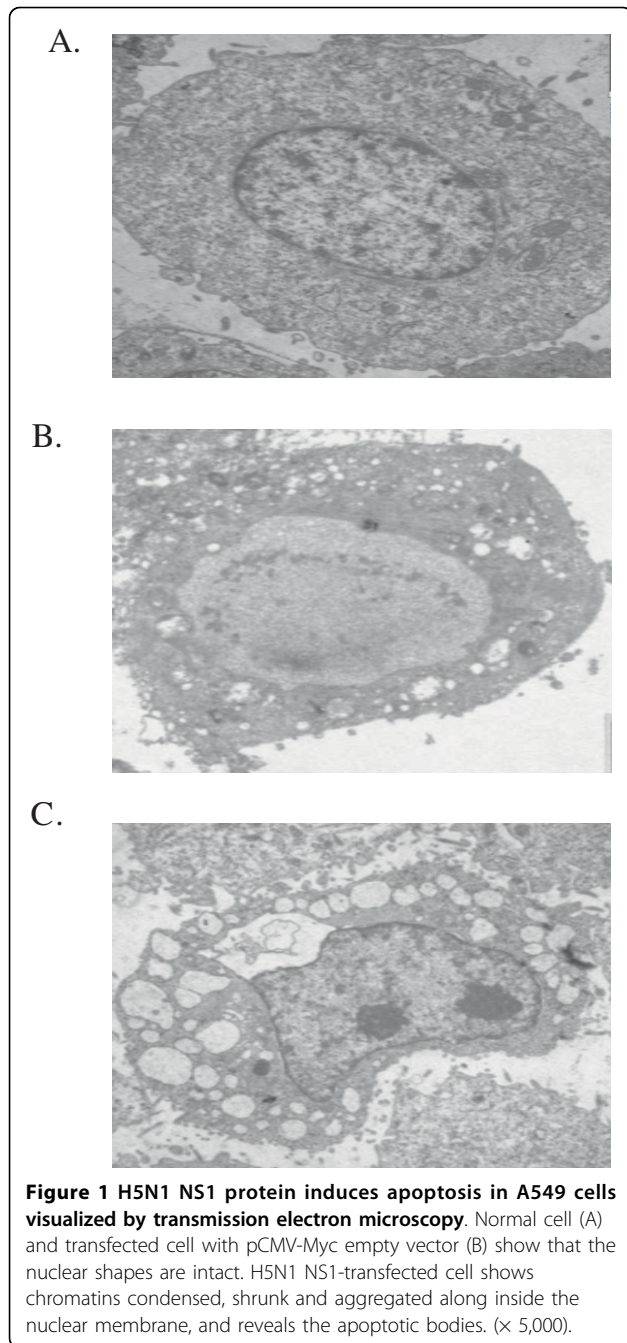 A.
B.
C.
Figure 1 H5N1 NS1 protein induces apoptosis in A549 cells
visualized by transmission electron microscopy. Normal cell (A)
and transfected cell with pCMV-Myc empty vector (B) show that the
nuclear shapes are intact. H5N1 NS1-transfected cell shows
chromatins condensed, shrunk and aggregated along inside the
nuclear membrane, and reveals the apoptotic bodies. (× 5,000).